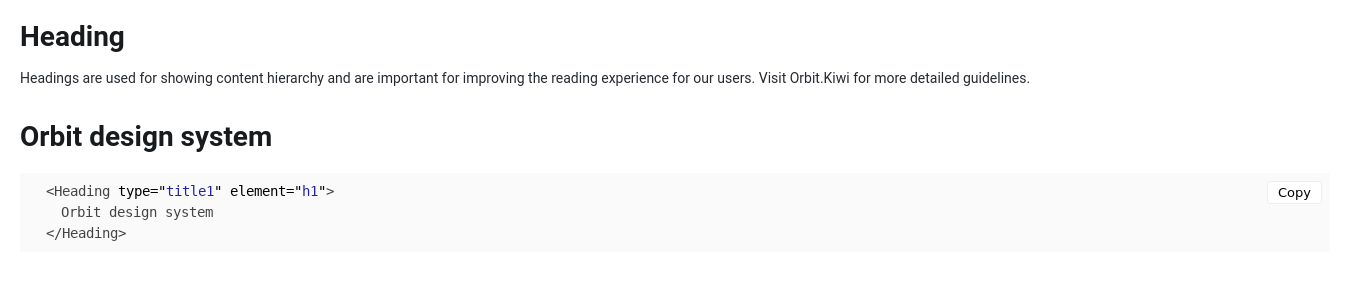 Heading
Headings are used for showing content hierarchy and are important for improving the reading experience for our users. Visit Orbit.Kiwi for more detailed guidelines.
Orbit design system
<Heading type="title1" element="h1">
Copy
Orbit design system
</Heading>